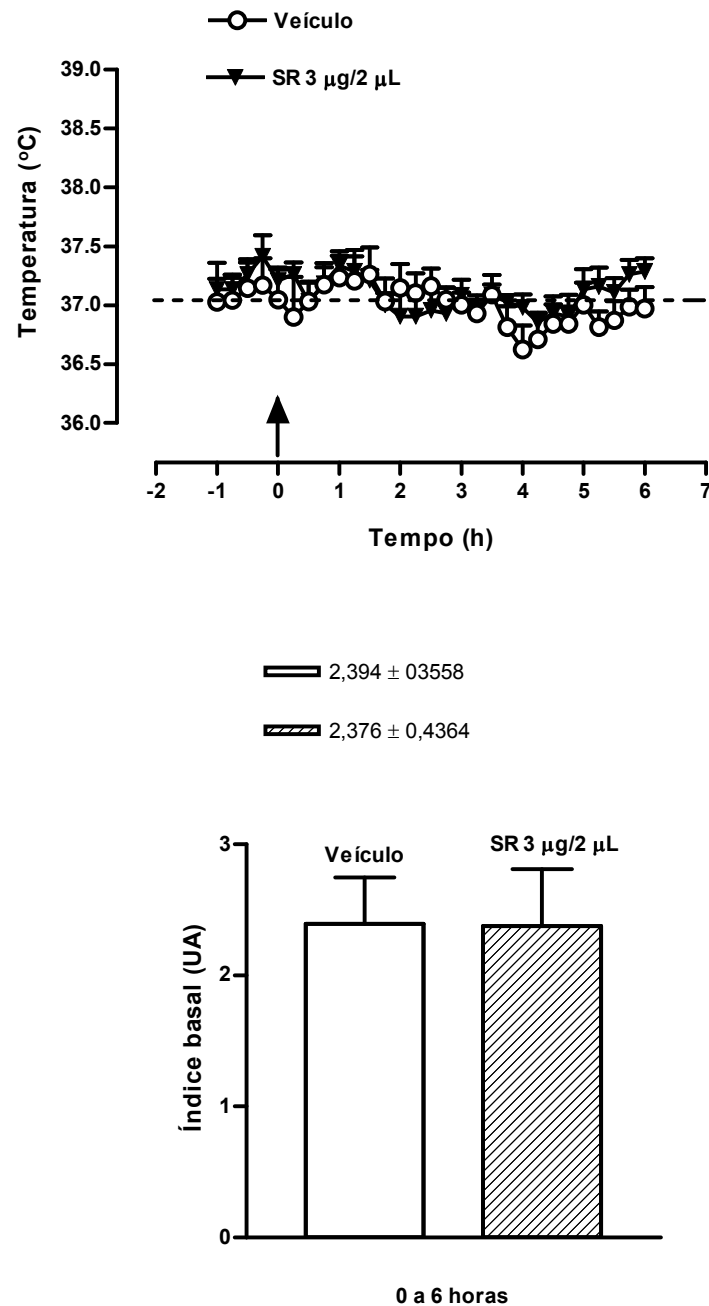 Veículo
SR 3 µg/2 µL
Temperatura (ºC)
39.0
38.5
38.0
37.5
37.0
36.5
36.0
-2 -1 0 1 2 3 4 5 6 7
Tempo (h)
2,394 ± 03558
2,376 ± 0,4364
Índice basal (UA)
3
2
1
0
Veículo
SR 3 µg/2 µL
0 a 6 horas